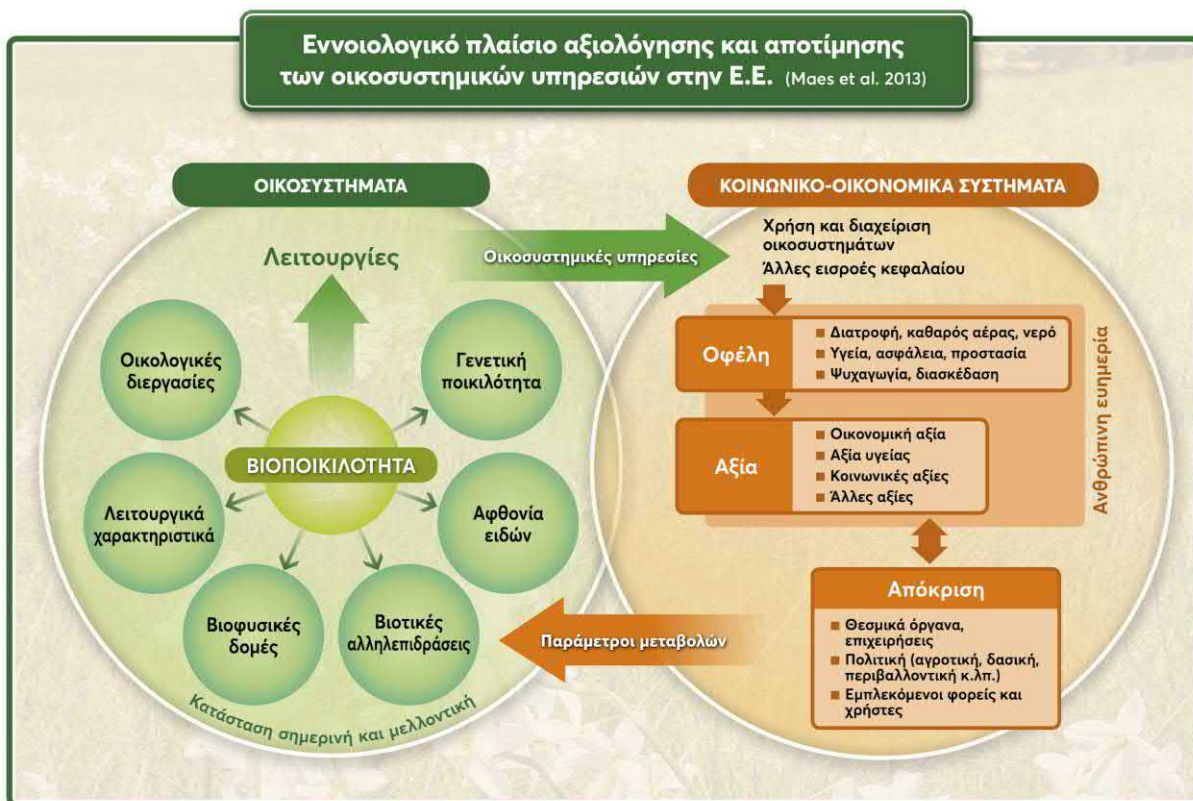 Εννοιολογικό πλαίσιο αξιολόγησης και αποτίμησης
των οικοσυστημικών υπηρεσιών στην Ε.Ε. (Maes et al. 2013)
ΟΙΚΟΣΥΣΤΗΜΑΤΑ
Λειτουργίες
Οικολογικές
διεργασίες
Γενετική
ποικιλότητα
ΒΙΟΠΟΙΚΙΛΟΤΗΤΑ
Λειτουργικά
χαρακτηριστικά
Αφθονία
ειδών
Βιοφυσικές
δομές
Βιοτικές
αλληλεπιδράσεις
Κατάσταση σημερινή και μελλοντική
Οικοσυστημικές υπηρεσίες
ΚΟΙΝΩΝΙΚΟ-ΟΙΚΟΝΟΜΙΚΑ ΣΥΣΤΗΜΑΤΑ
Χρήση και διαχείριση
οικοσυστημάτων
Άλλες εισροές κεφαλαίου
Οφέλη
■ Διατροφή, καθαρός αέρας, νερό
■ Υγεία, ασφάλεια, προστασία
■ Ψυχαγωγία, διασκέδαση
Αξία
■ Οικονομική αξία
■ Αξία υγείας
■ Κοινωνικές αξίες
■ Άλλες αξίες
Ανθρώπινη ευημερία
Απόκριση
■ Θεσμικά όργανα,
επιχειρήσεις
■ Πολιτική (αγροτική, δασική,
περιβαλλοντική κ.λπ.)
■ Εμπλεκόμενοι φορείς και
χρήστες
Παράμετροι μεταβολών